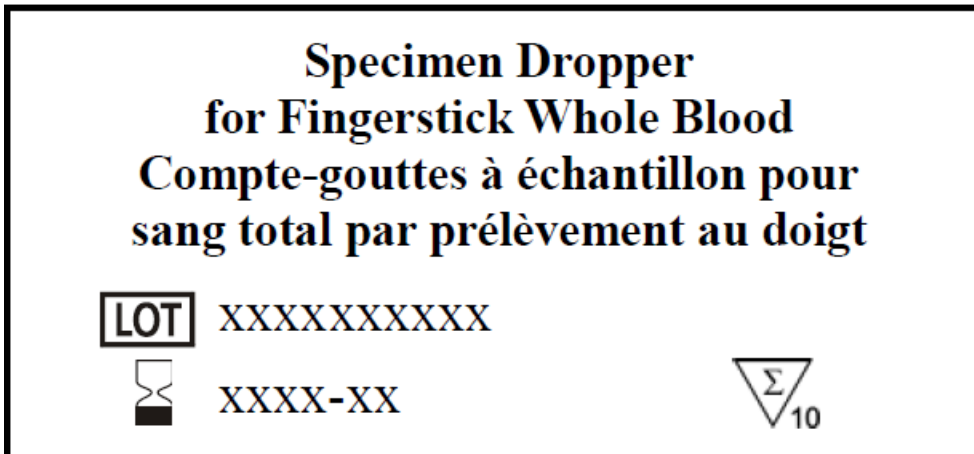 Specimen Dropper
for Fingerstick Whole Blood
Compte-gouttes à échantillon pour
sang total par prélèvement au doigt
LOT xxxxxxxxxx
xxxx-xx
Σ 10